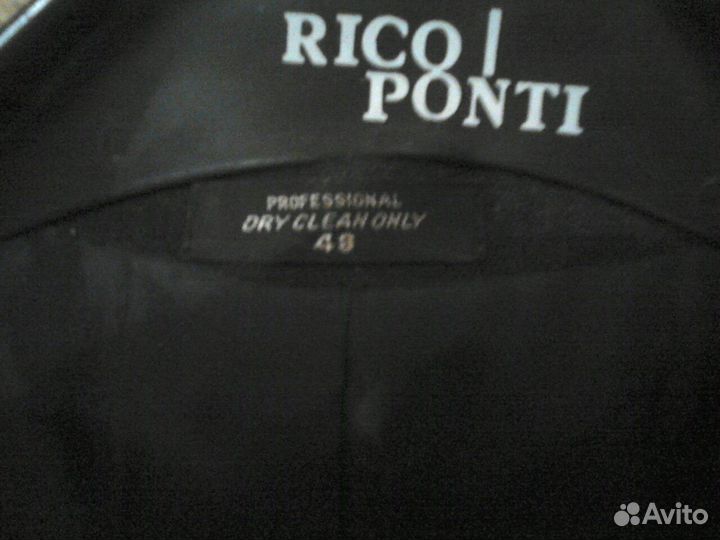 RICO
PONTI
PROFESSIONAL
DRY CLEAN ONLY
48
Avito